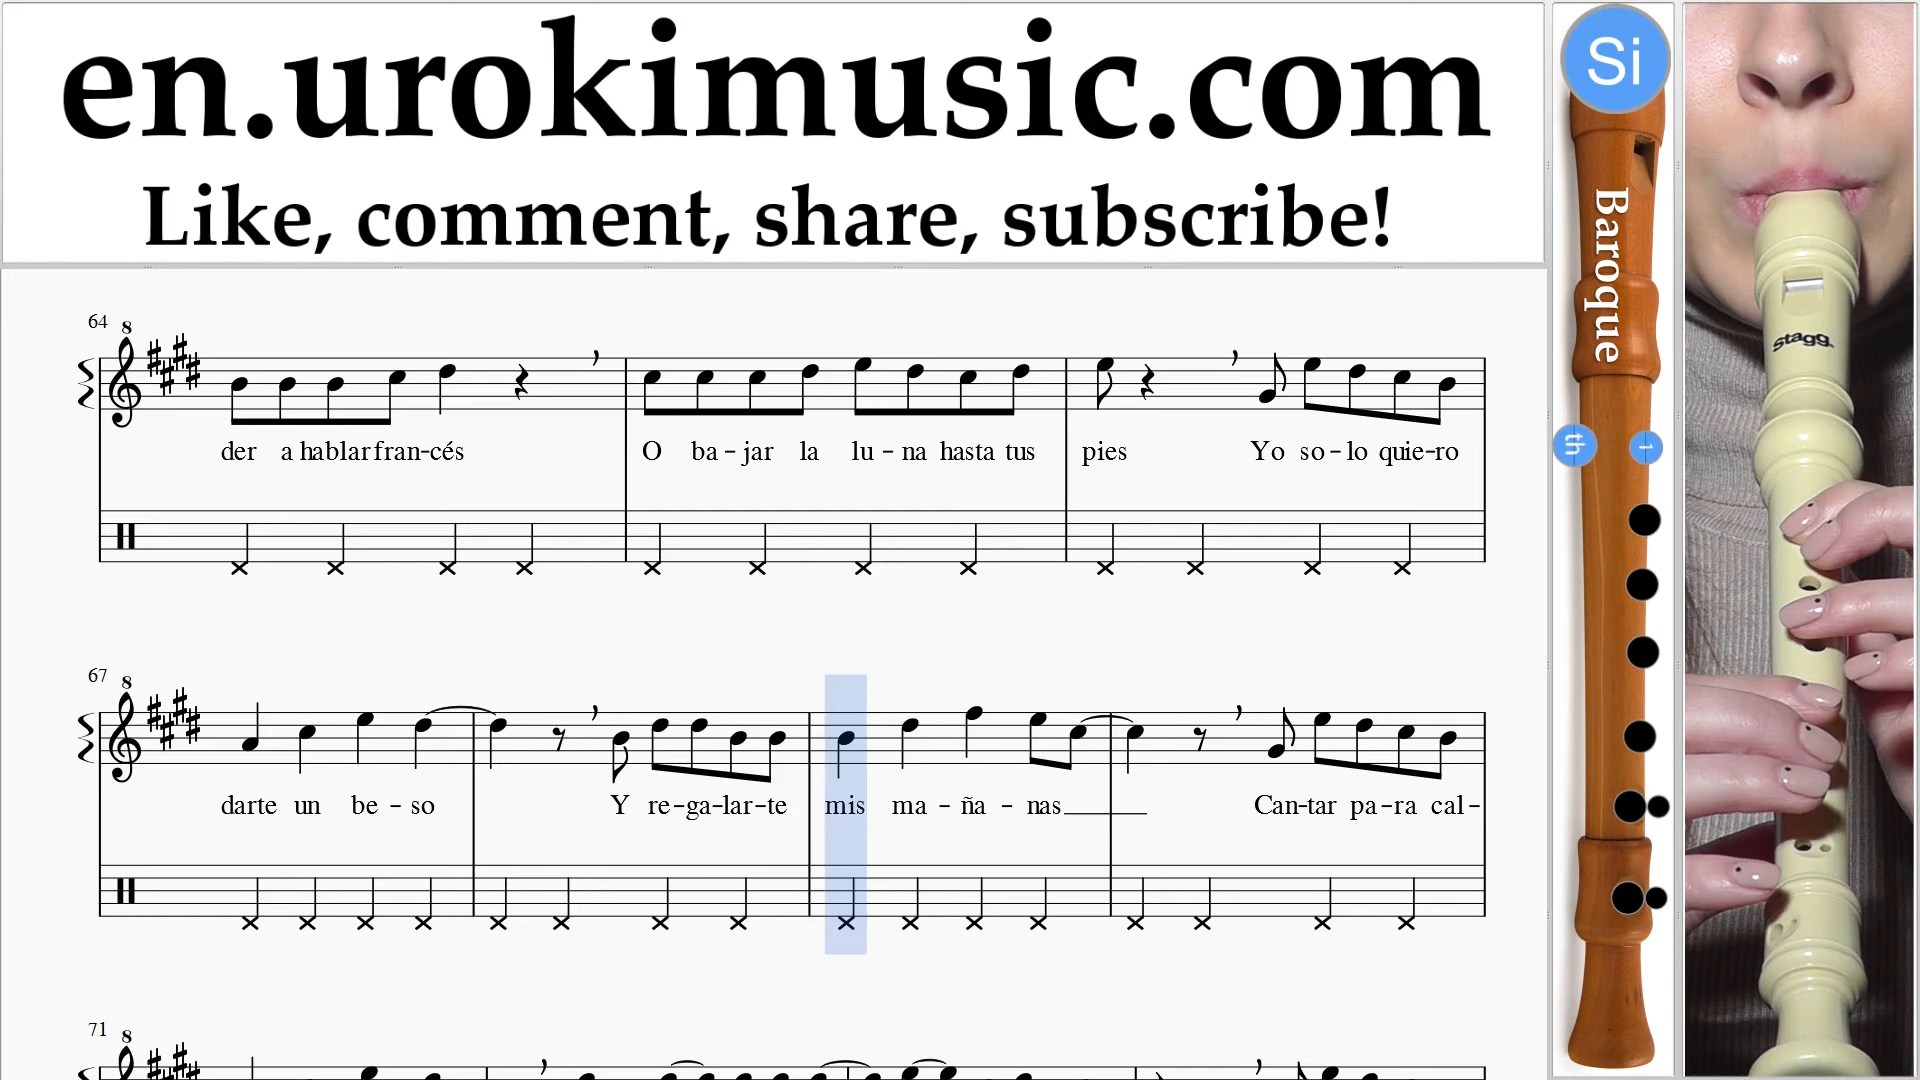 en.urokimusic.com
Like, comment, share, subscribe!
Si
Baroque
th
1
Stagg
64
8
der a hablar fran-cés O ba-jar la lu-na hasta tus pies Yo so-lo quie-ro
67
8
darte un be-so Y re-ga-lar-te mis ma-ña-nas Can-tar pa-ra cal-
71
8